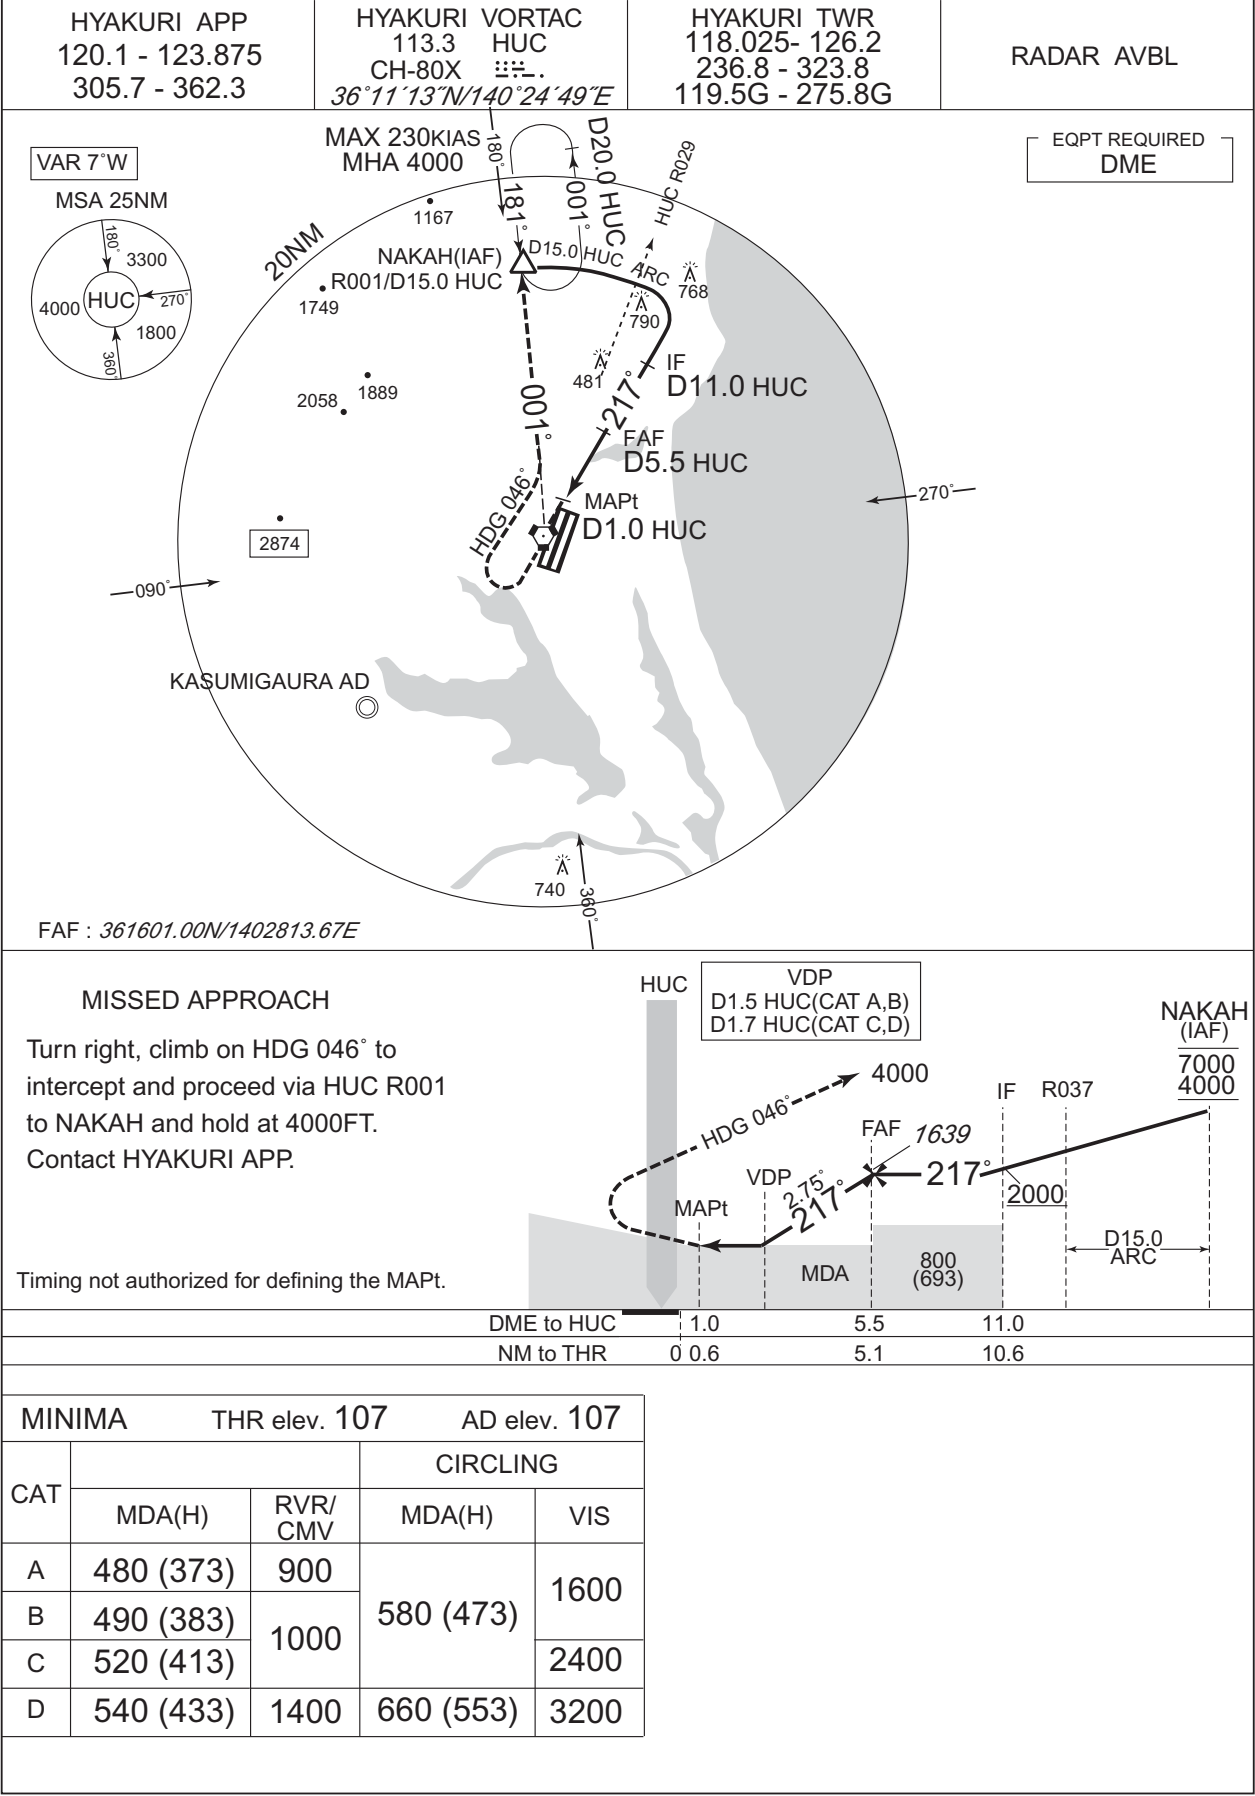 HYAKURI APP
120.1 - 123.875
305.7 - 362.3
HYAKURI VORTAC
113.3 HUC
CH-80X
36°11´13˝N/140°24´49˝E
HYAKURI TWR
118.025- 126.2
236.8 - 323.8
119.5G - 275.8G
RADAR AVBL
VAR 7°W
MSA 25NM
180°
3300
4000
HUC
270°
1800
360°
MAX 230KIAS
MHA 4000
180°
181°
001°
D20.0 HUC
HUC R029
EQPT REQUIRED
DME
20NM
1167
NAKAH(IAF)
R001/D15.0 HUC
D15.0 HUC ARC
768
790
1749
481
IF
D11.0 HUC
217°
1889
2058
001°
FAF
D5.5 HUC
HDG 046°
MAPt
D1.0 HUC
270°
2874
090°
KASUMIGAURA AD
740
360°
FAF : 361601.00N/1402813.67E
MISSED APPROACH
Turn right, climb on HDG 046° to
intercept and proceed via HUC R001
to NAKAH and hold at 4000FT.
Contact HYAKURI APP.
Timing not authorized for defining the MAPt.
HUC
VDP
D1.5 HUC(CAT A,B)
D1.7 HUC(CAT C,D)
NAKAH
(IAF)
7000
4000
4000
HDG 046°
IF
R037
FAF
1639
VDP
2.75°
217°
217°
2000
MAPt
D15.0
ARC
MDA
800
(693)
DME to HUC 1.0 5.5 11.0
NM to THR 0 0.6 5.1 10.6
MINIMA THR elev. 107 AD elev. 107
CAT
CIRCLING
MDA(H)
RVR/
CMV
MDA(H)
VIS
A 480 (373) 900
1600
B 490 (383)
1000
580 (473)
C 520 (413)
2400
D 540 (433) 1400 660 (553) 3200